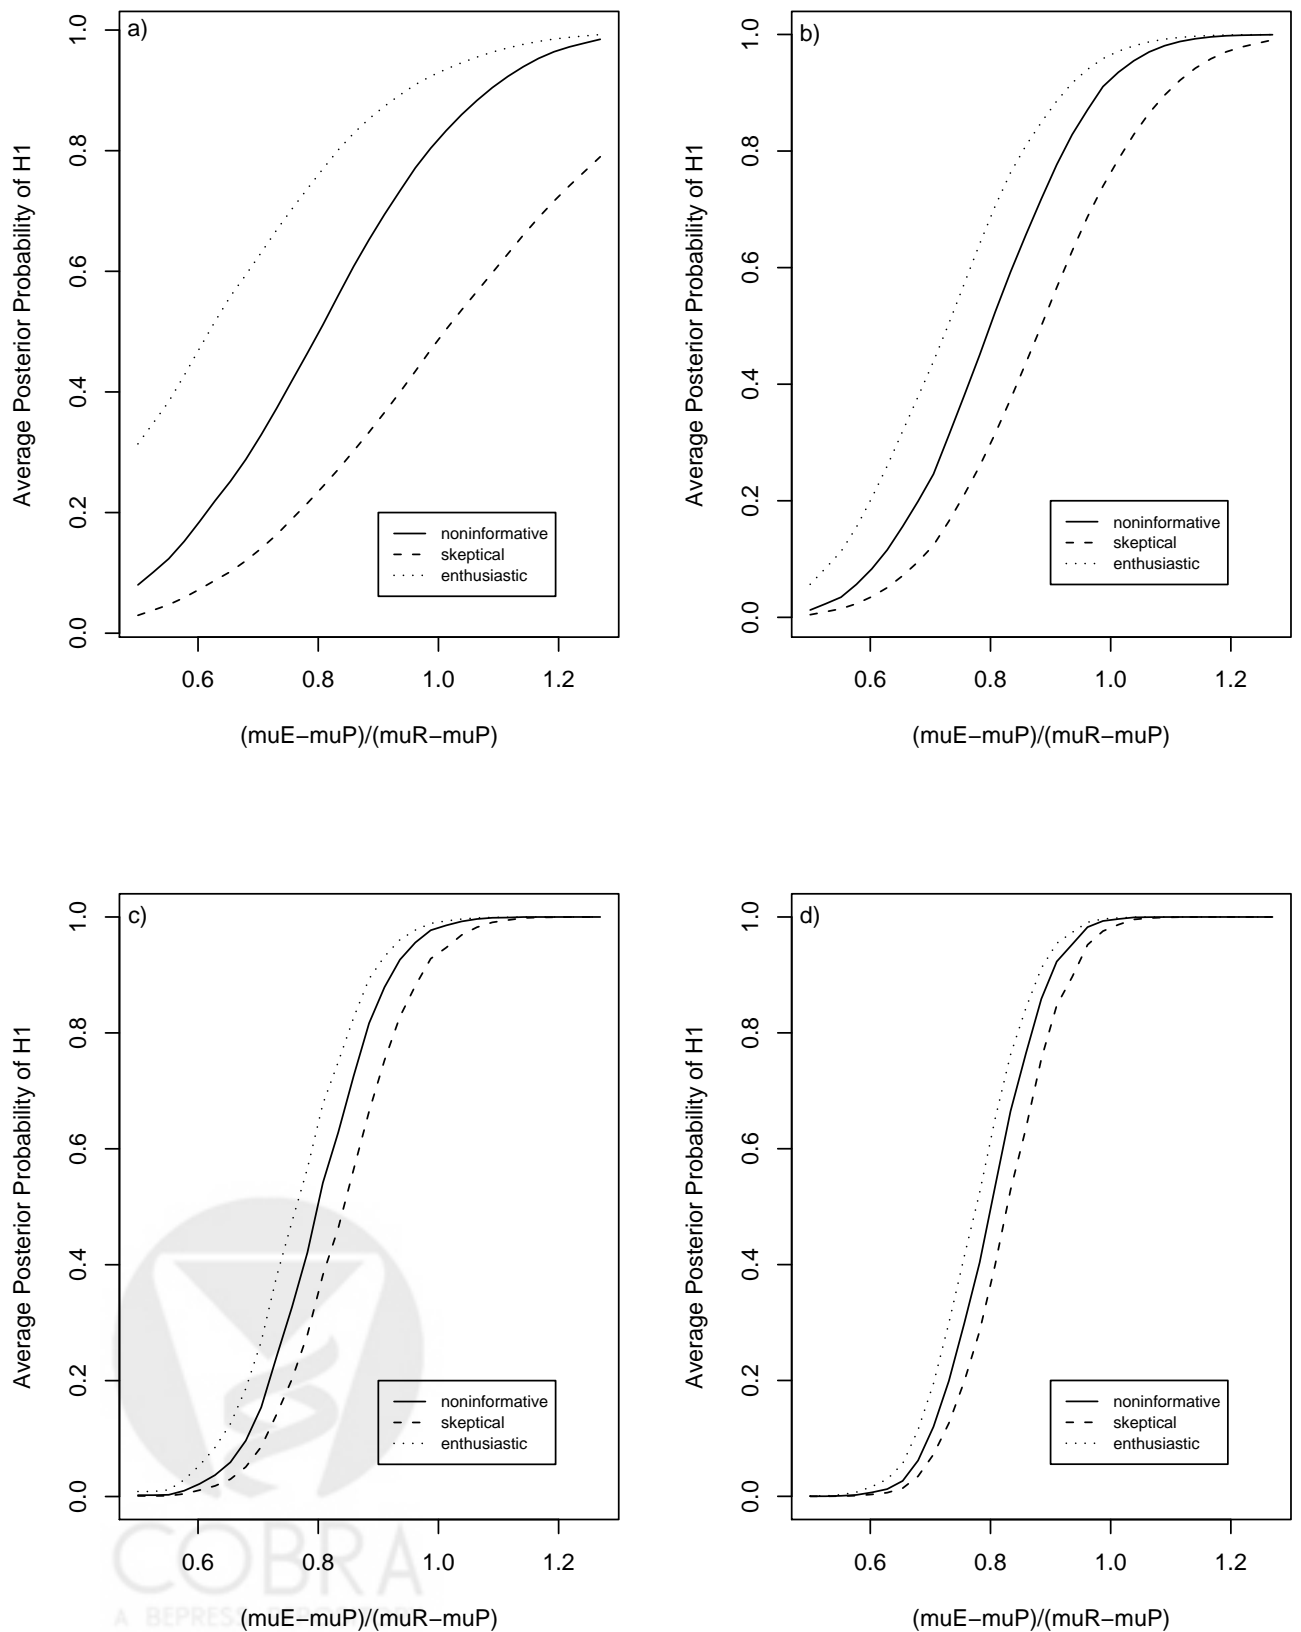 a)
Average Posterior Probability of H1
1.0
0.8
0.6
0.4
0.2
0.0
noninformative
skeptical
enthusiastic
0.6 0.8 1.0 1.2
(muE−muP)/(muR−muP)
b)
Average Posterior Probability of H1
1.0
0.8
0.6
0.4
0.2
0.0
noninformative
skeptical
enthusiastic
0.6 0.8 1.0 1.2
(muE−muP)/(muR−muP)
c)
Average Posterior Probability of H1
1.0
0.8
0.6
0.4
0.2
0.0
noninformative
skeptical
enthusiastic
0.6 0.8 1.0 1.2
(muE−muP)/(muR−muP)
COBRA
A BEPRESS
d)
Average Posterior Probability of H1
1.0
0.8
0.6
0.4
0.2
0.0
noninformative
skeptical
enthusiastic
0.6 0.8 1.0 1.2
(muE−muP)/(muR−muP)